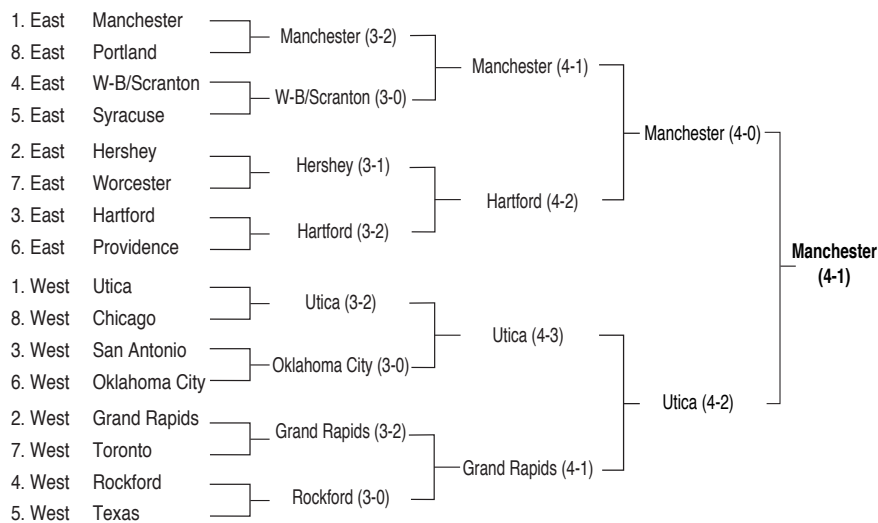 1. East Manchester
8. East Portland
4. East W-B/Scranton
5. East Syracuse
2. East Hershey
7. East Worcester
3. East Hartford
6. East Providence
1. West Utica
8. West Chicago
3. West San Antonio
6. West Oklahoma City
2. West Grand Rapids
7. West Toronto
4. West Rockford
5. West Texas
Manchester (3-2)
W-B/Scranton (3-0)
Hershey (3-1)
Hartford (3-2)
Utica (3-2)
Oklahoma City (3-0)
Grand Rapids (3-2)
Rockford (3-0)
Manchester (4-1)
Hartford (4-2)
Utica (4-3)
Grand Rapids (4-1)
Manchester (4-0)
Utica (4-2)
Manchester
(4-1)